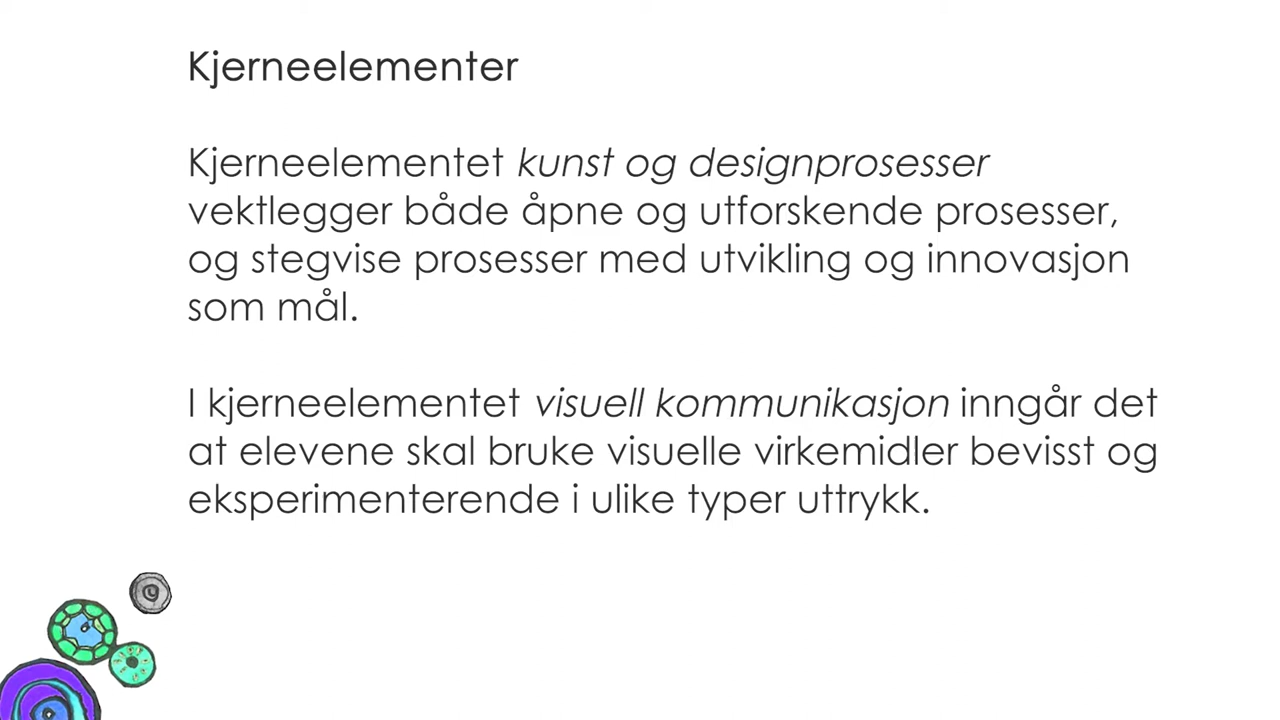 Kjerneelementer
Kjerneelementet kunst og designprosesser
vektlegger både åpne og utforskende prosesser,
og stegvise prosesser med utvikling og innovasjon
som mål.
I kjerneelementet visuell kommunikasjon inngår det
at elevene skal bruke visuelle virkemidler bevisst og
eksperimenterende i ulike typer uttrykk.